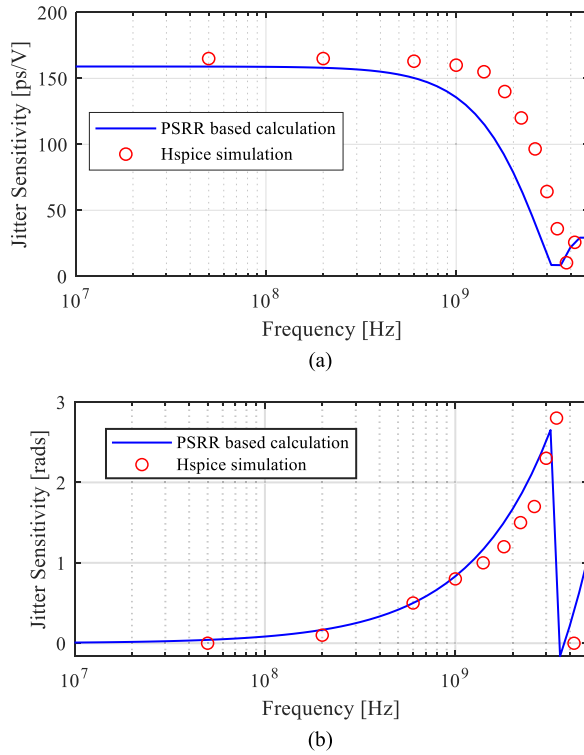 200
150
100
50
0
Jitter Sensitivity [ps/V]
PSRR based calculation
Hspice simulation
10^7
10^8
10^9
Frequency [Hz]
(a)
3
2
1
0
Jitter Sensitivity [rads]
PSRR based calculation
Hspice simulation
10^7
10^8
10^9
Frequency [Hz]
(b)